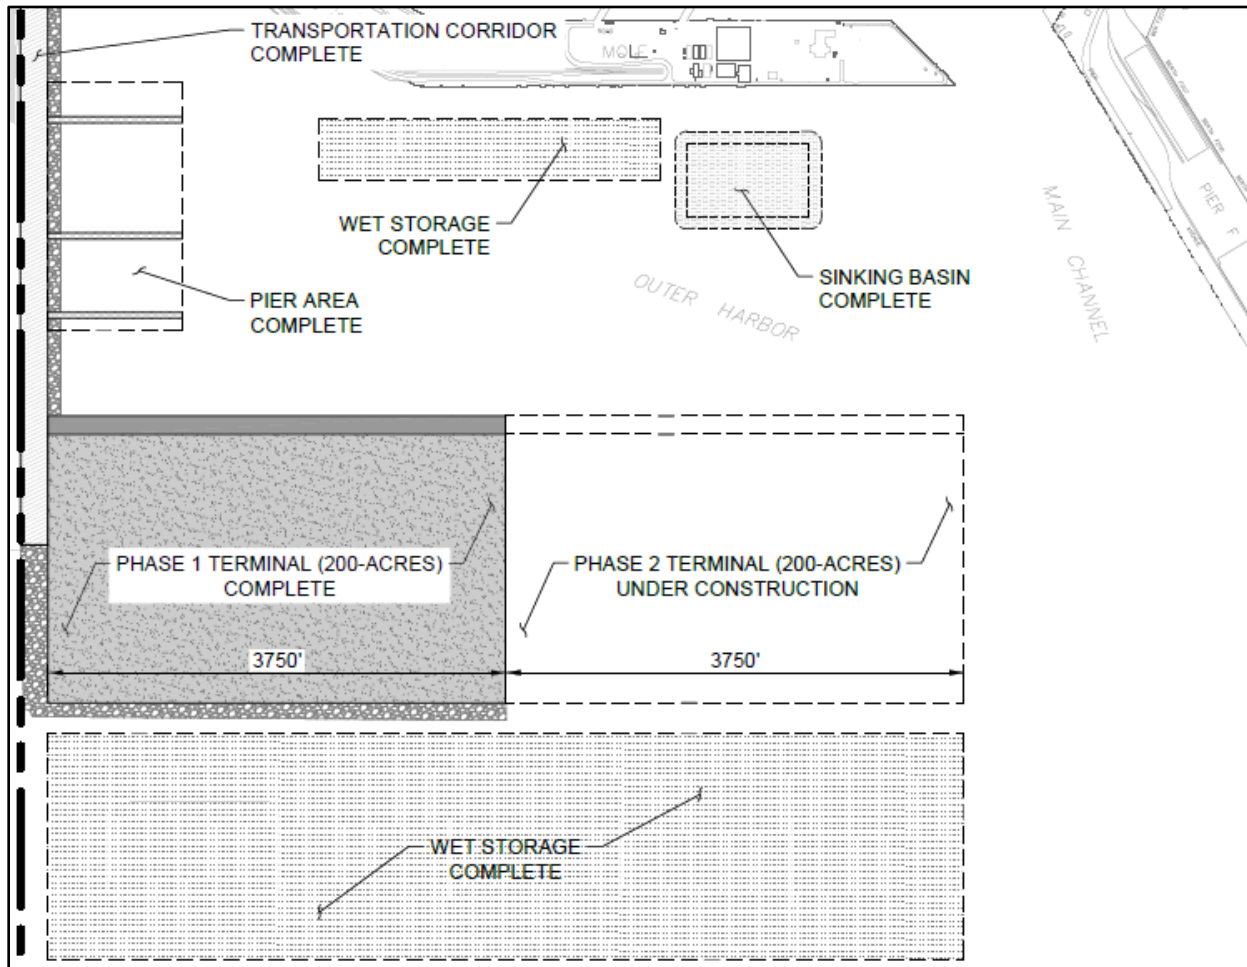 TRANSPORTATION CORRIDOR
COMPLETE
MOLE
WET STORAGE
COMPLETE
SINKING BASIN
COMPLETE
PIER AREA
COMPLETE
OUTER HARBOR
MAIN CHANNEL
PIER F
PHASE 1 TERMINAL (200-ACRES)
COMPLETE
PHASE 2 TERMINAL (200-ACRES)
UNDER CONSTRUCTION
3750'
3750'
WET STORAGE
COMPLETE